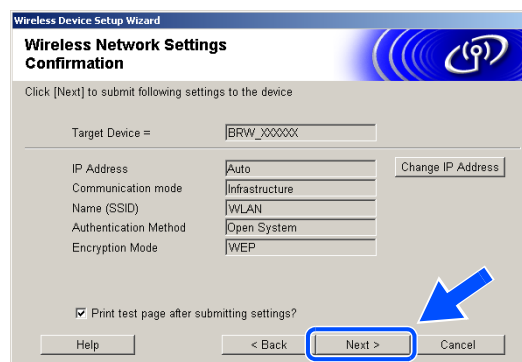 Wireless Device Setup Wizard
Wireless Network Settings
Confirmation
Click [Next] to submit following settings to the device
Target Device = BRW_XXXXXX
IP Address Auto Change IP Address
Communication mode Infrastructure
Name (SSID) WLAN
Authentication Method Open System
Encryption Mode WEP
Print test page after submitting settings?
Help < Back Next > Cancel